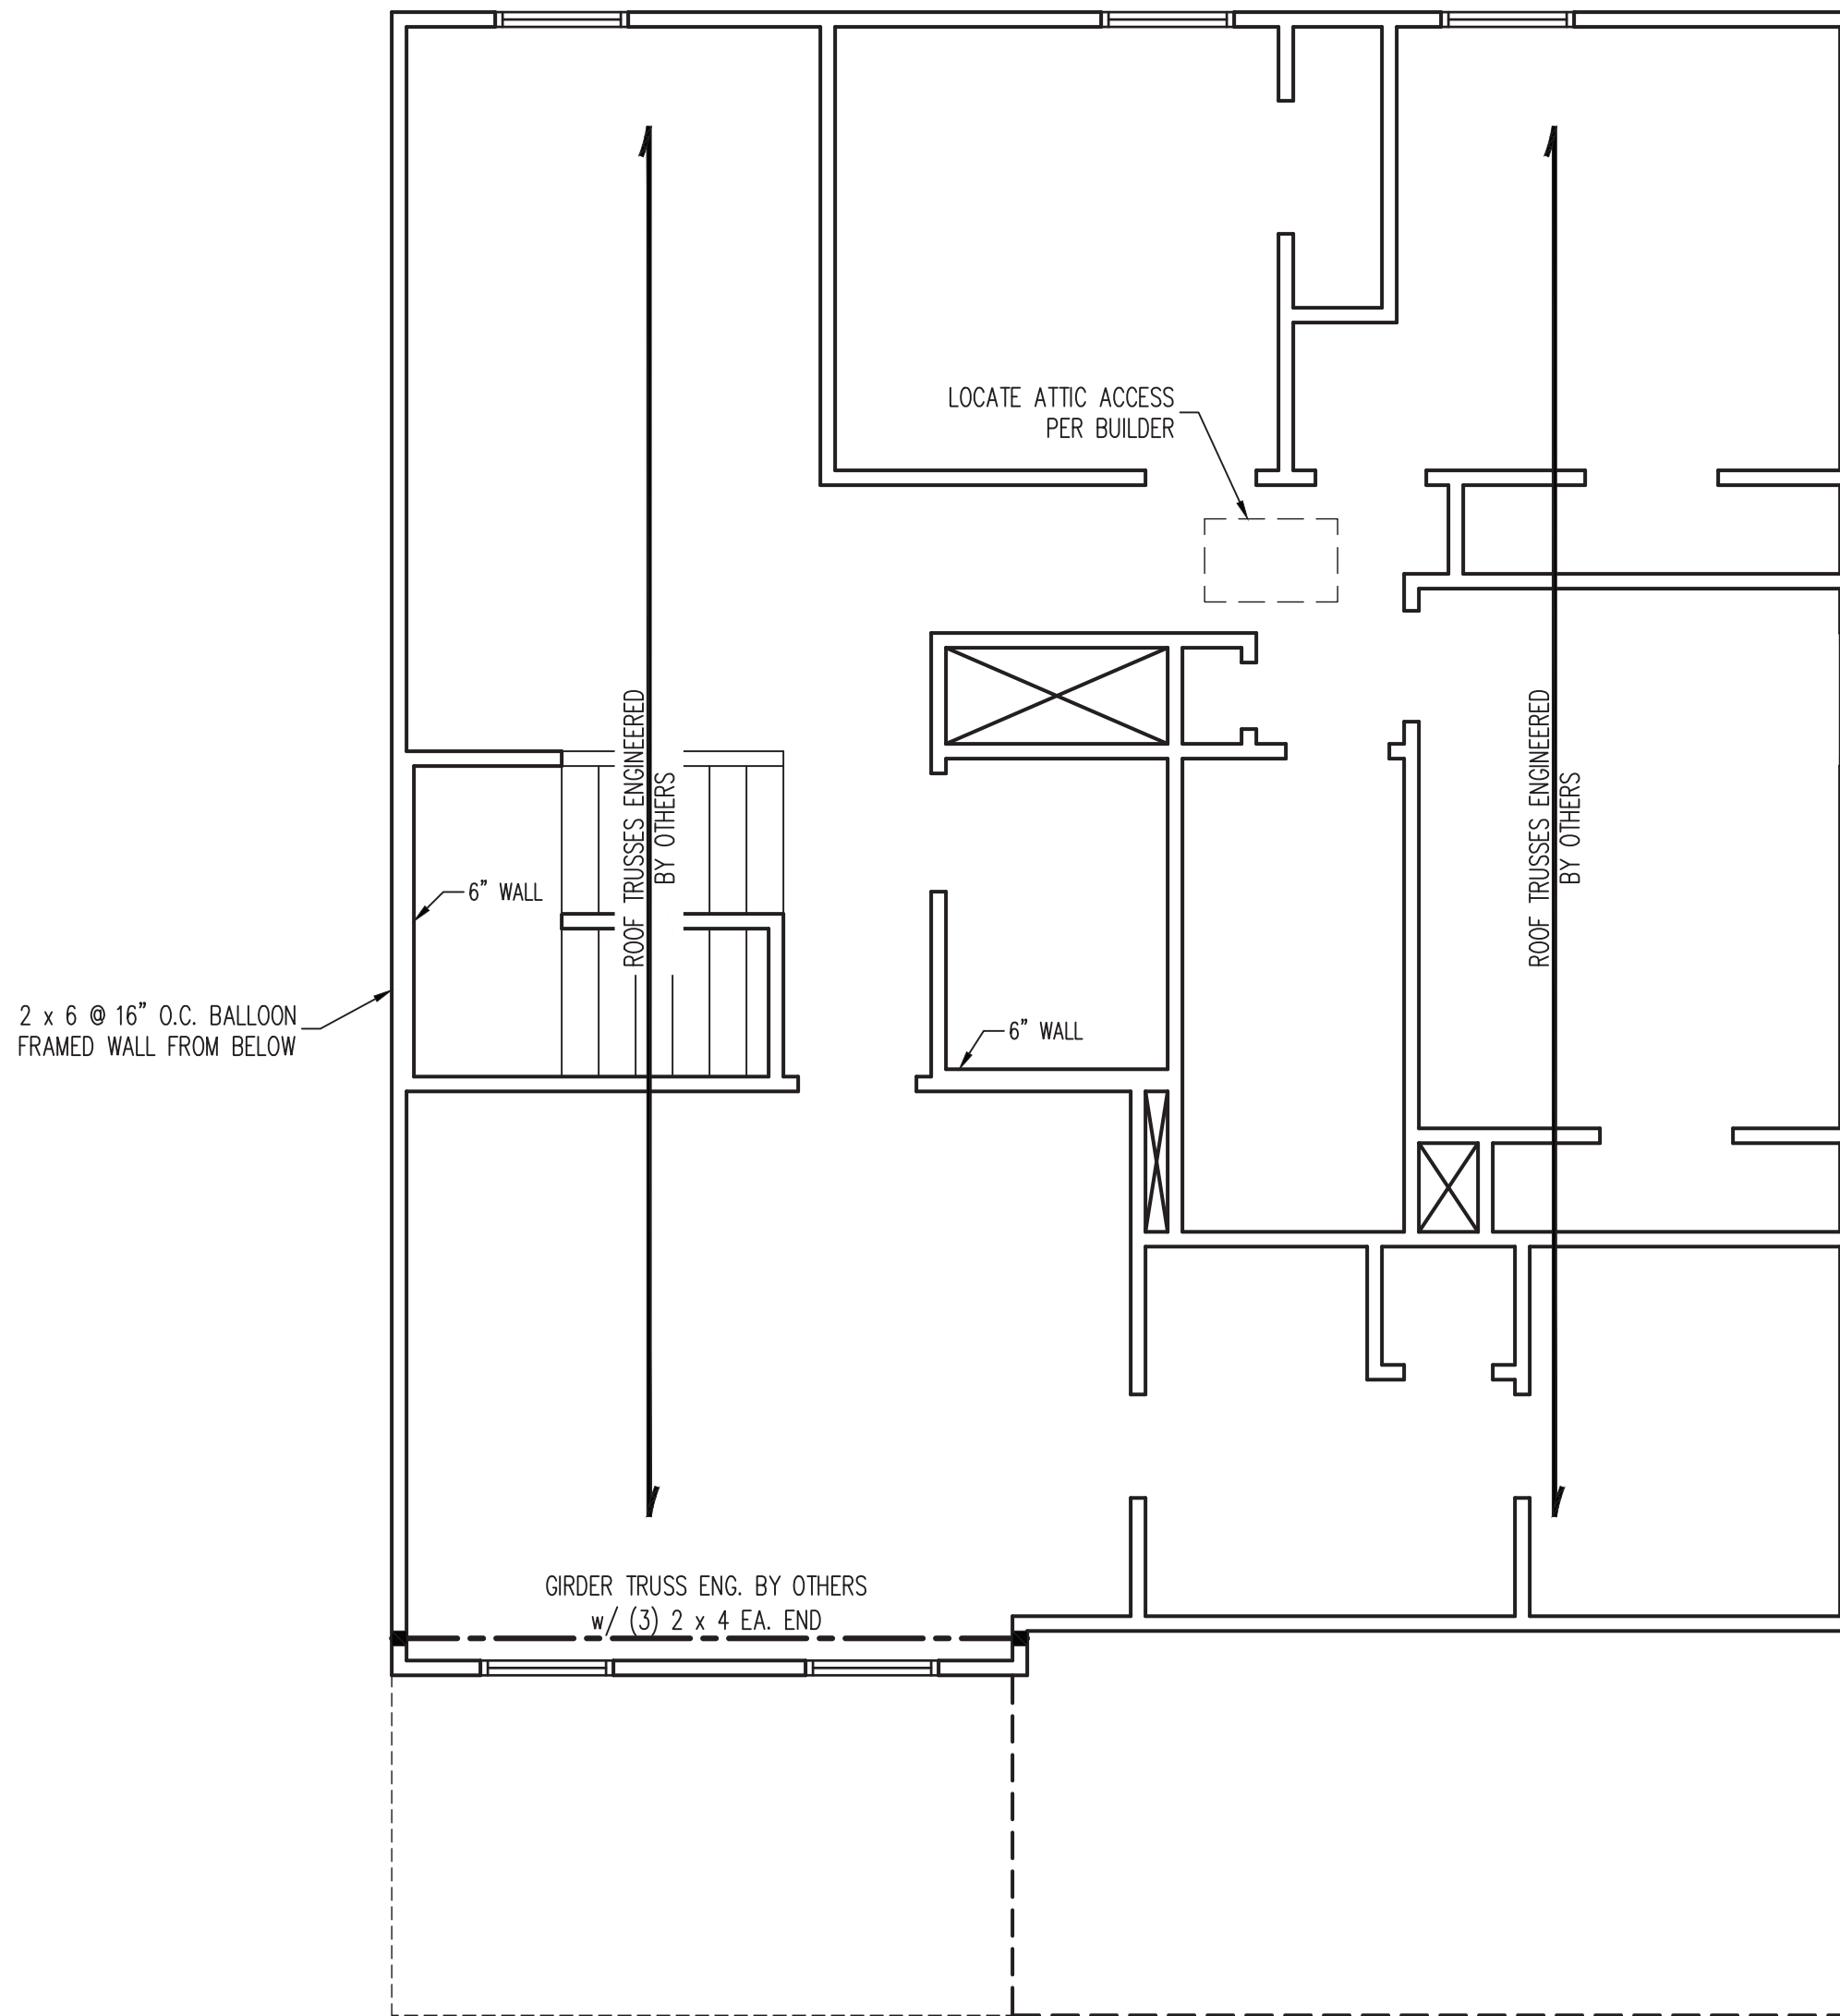 LOCATE ATTIC ACCESS
PER BUILDER
ROOF TRUSSES ENGINEERED
BY OTHERS
ROOF TRUSSES ENGINEERED
BY OTHERS
6" WALL
2 x 6 @ 16" O.C. BALLOON
FRAMED WALL FROM BELOW
6" WALL
GIRDER TRUSS ENG. BY OTHERS
w/ (3) 2 x 4 EA. END